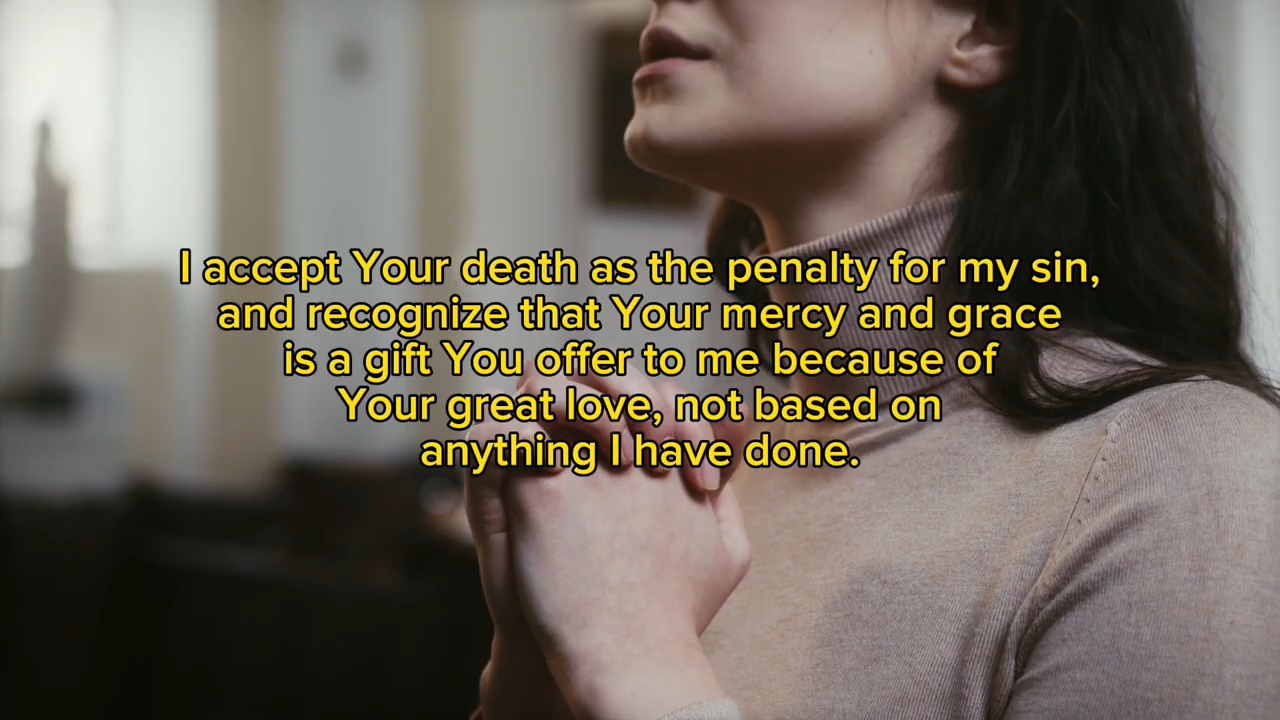 I accept Your death as the penalty for my sin,
and recognize that Your mercy and grace
is a gift You offer to me because of
Your great love, not based on
anything I have done.